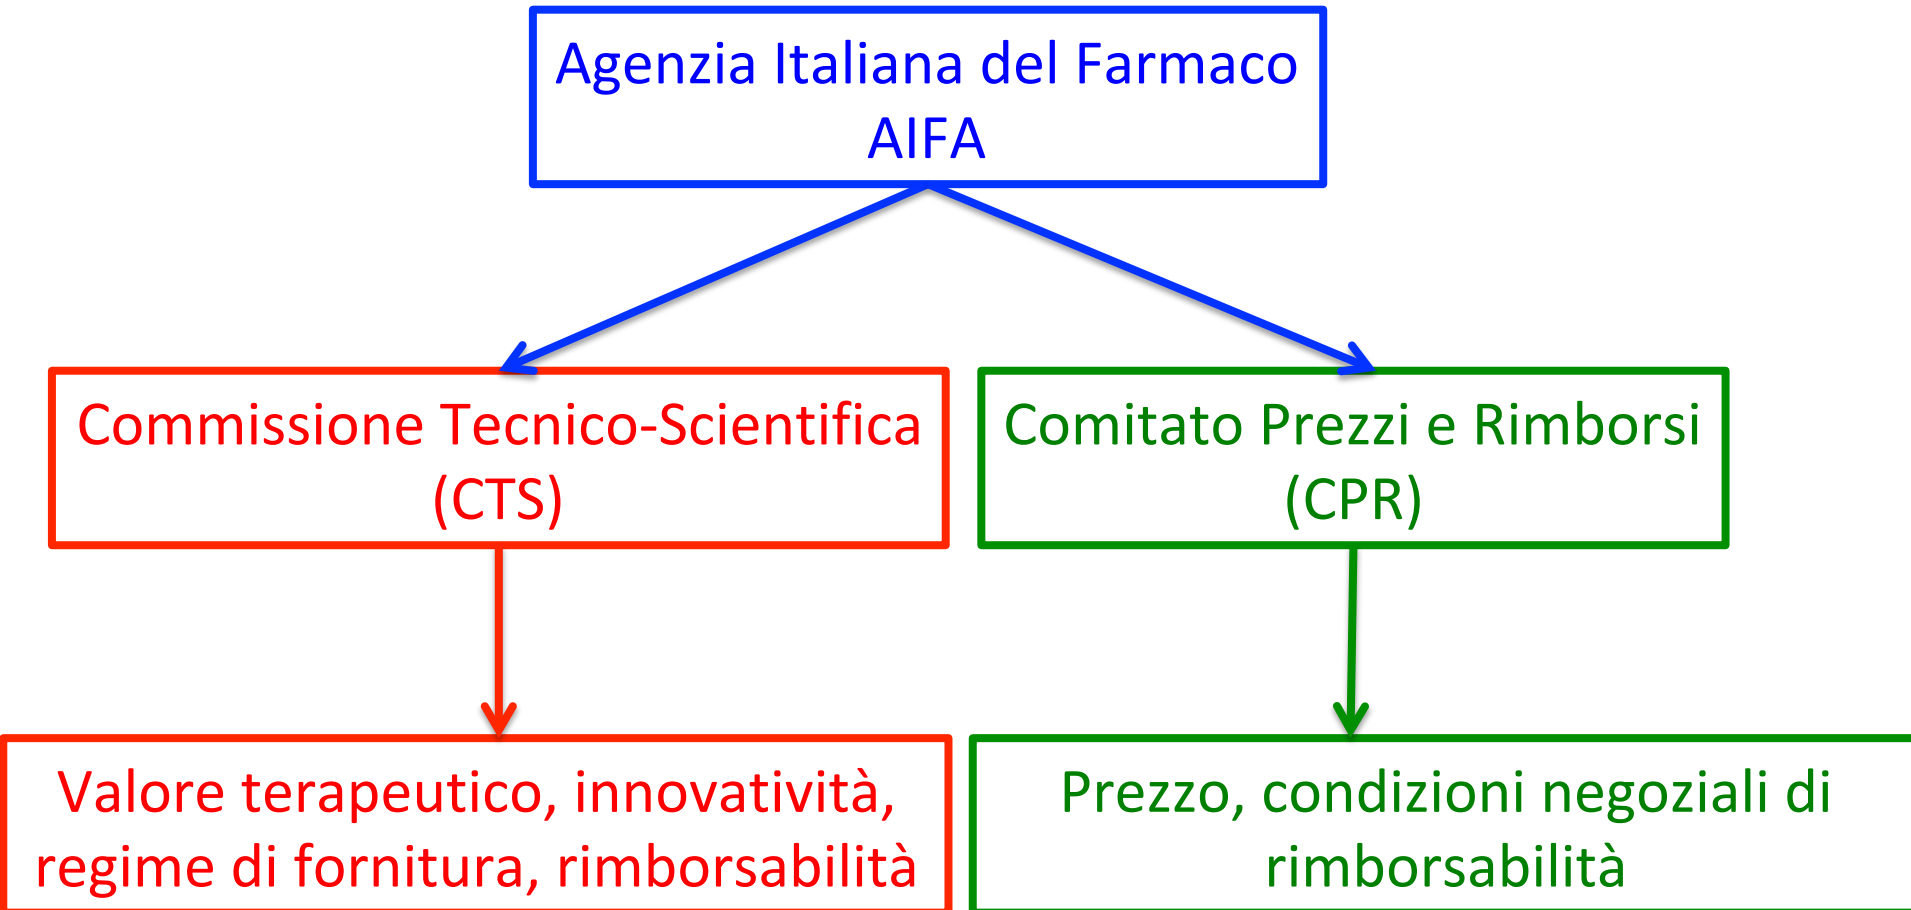 Agenzia Italiana del Farmaco
AIFA
Commissione Tecnico-Scientifica
(CTS)
Comitato Prezzi e Rimborsi
(CPR)
Valore terapeutico, innovatività,
regime di fornitura, rimborsabilità
Prezzo, condizioni negoziali di
rimborsabilità